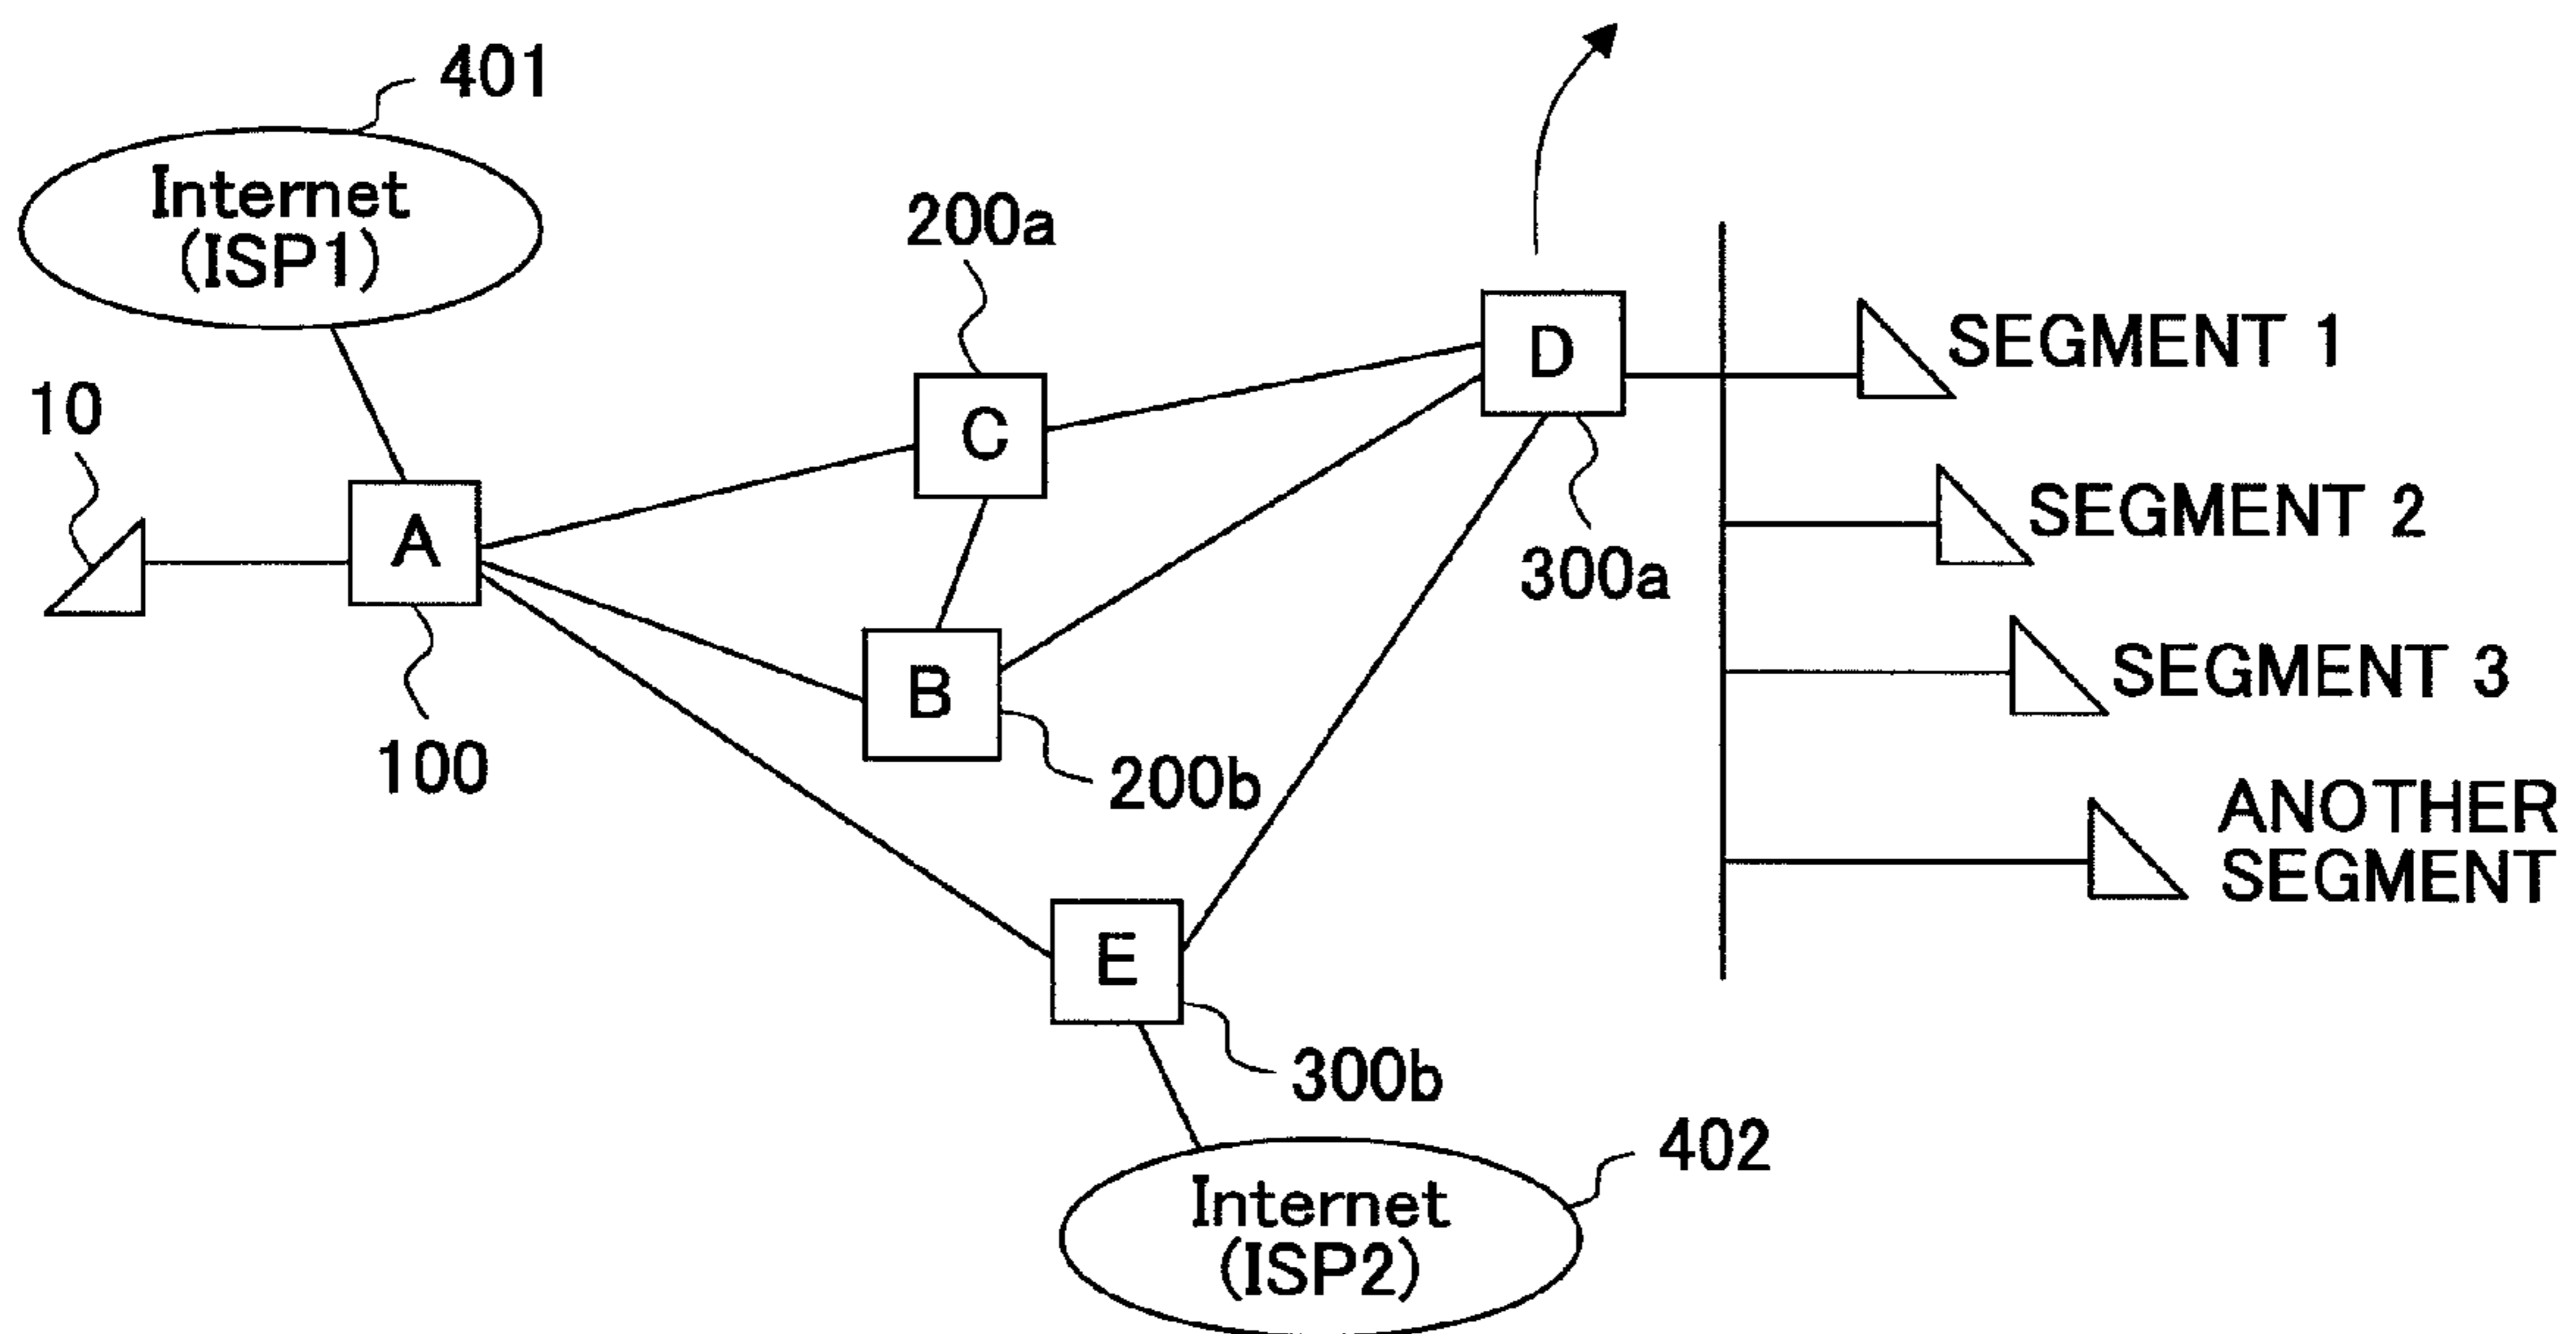 401
Internet
(ISP1)
200a
10
A
C
D
SEGMENT 1
SEGMENT 2
300a
SEGMENT 3
B
100
200b
ANOTHER
SEGMENT
E
300b
402
Internet
(ISP2)